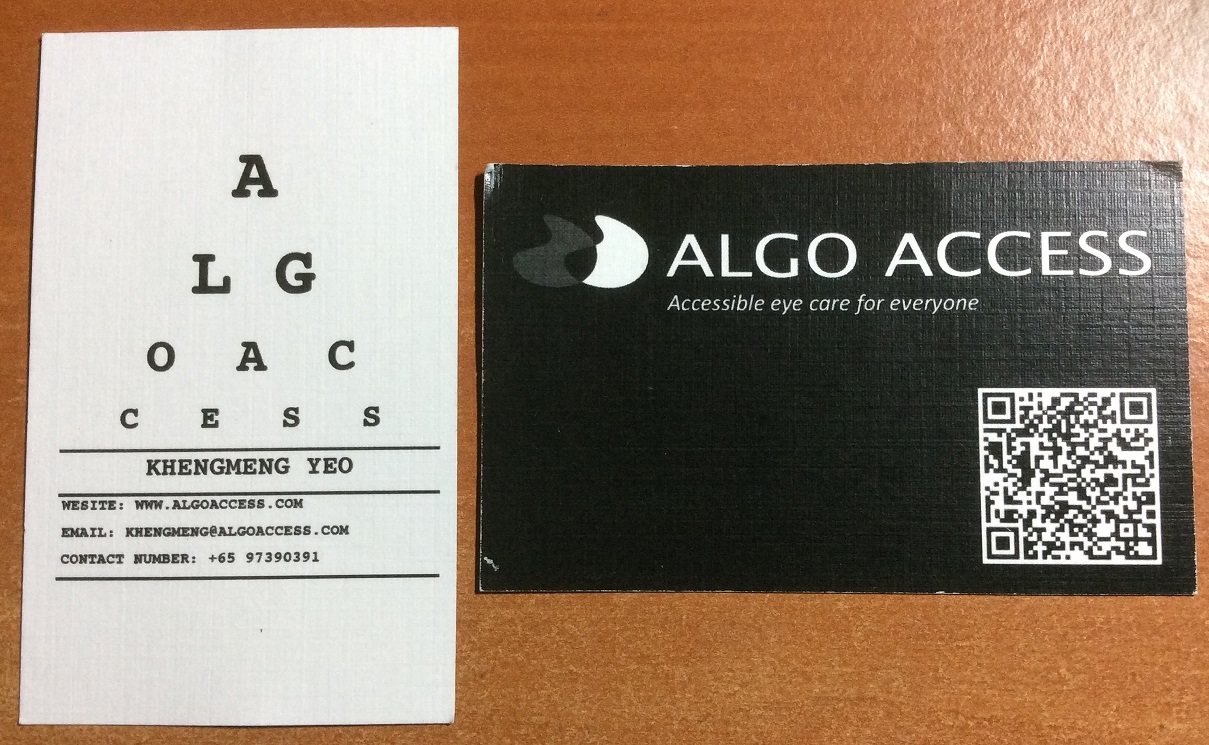 A
L G
O A C
C E S S
KHENGMENG YEO
WESITE: WWW.ALGOACCESS.COM
EMAIL: KHENGMENG@ALGOACCESS.COM
CONTACT NUMBER: +65 97390391
ALGO ACCESS
Accessible eye care for everyone